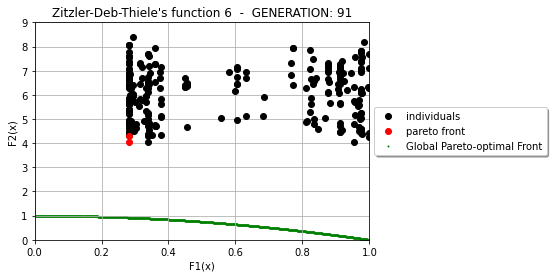 Zitzler-Deb-Thiele's function 6 - GENERATION: 91
9
8
7
6
5
4
3
2
1
0
F2(x)
0.0 0.2 0.4 0.6 0.8 1.0
F1(x)
individuals
pareto front
Global Pareto-optimal Front